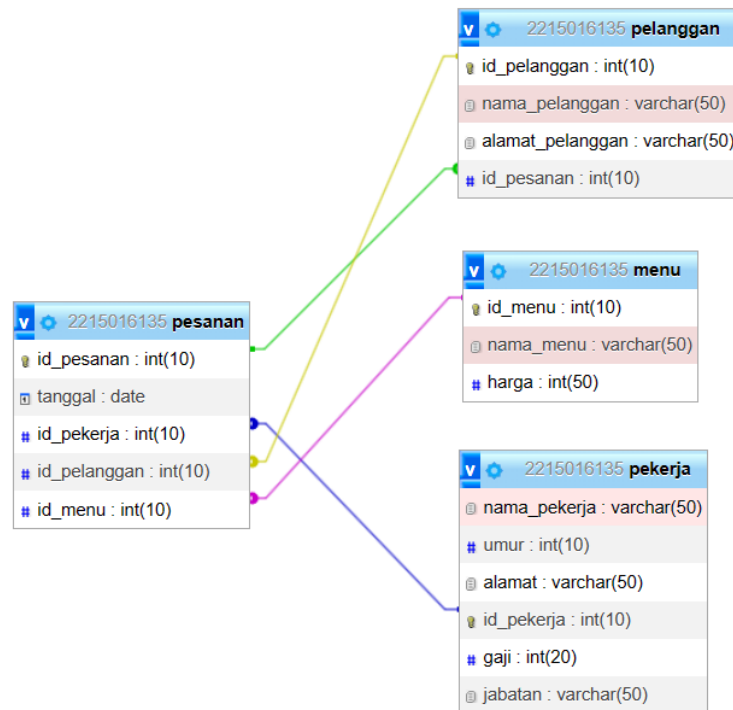 v 2215016135 pelanggan
id_pelanggan : int(10)
nama_pelanggan : varchar(50)
alamat_pelanggan : varchar(50)
# id_pesanan : int(10)
v 2215016135 menu
id_menu : int(10)
nama_menu : varchar(50)
# harga : int(50)
v 2215016135 pesanan
id_pesanan : int(10)
tanggal : date
# id_pekerja : int(10)
# id_pelanggan : int(10)
# id_menu : int(10)
v 2215016135 pekerja
nama_pekerja : varchar(50)
# umur : int(10)
alamat : varchar(50)
id_pekerja : int(10)
# gaji : int(20)
jabatan : varchar(50)